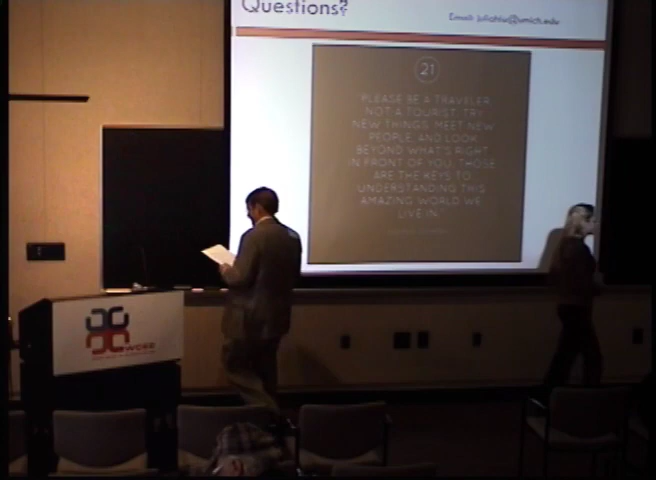 Questions?
Email: juliahiu@umich.edu
21
PLEASE BE A TRAVELER,
NOT A TOURIST. TRY
NEW THINGS, MEET NEW
PEOPLE, AND LOOK
BEYOND WHAT'S RIGHT
IN FRONT OF YOU. THOSE
ARE THE KEYS TO
UNDERSTANDING THIS
AMAZING WORLD WE
LIVE IN